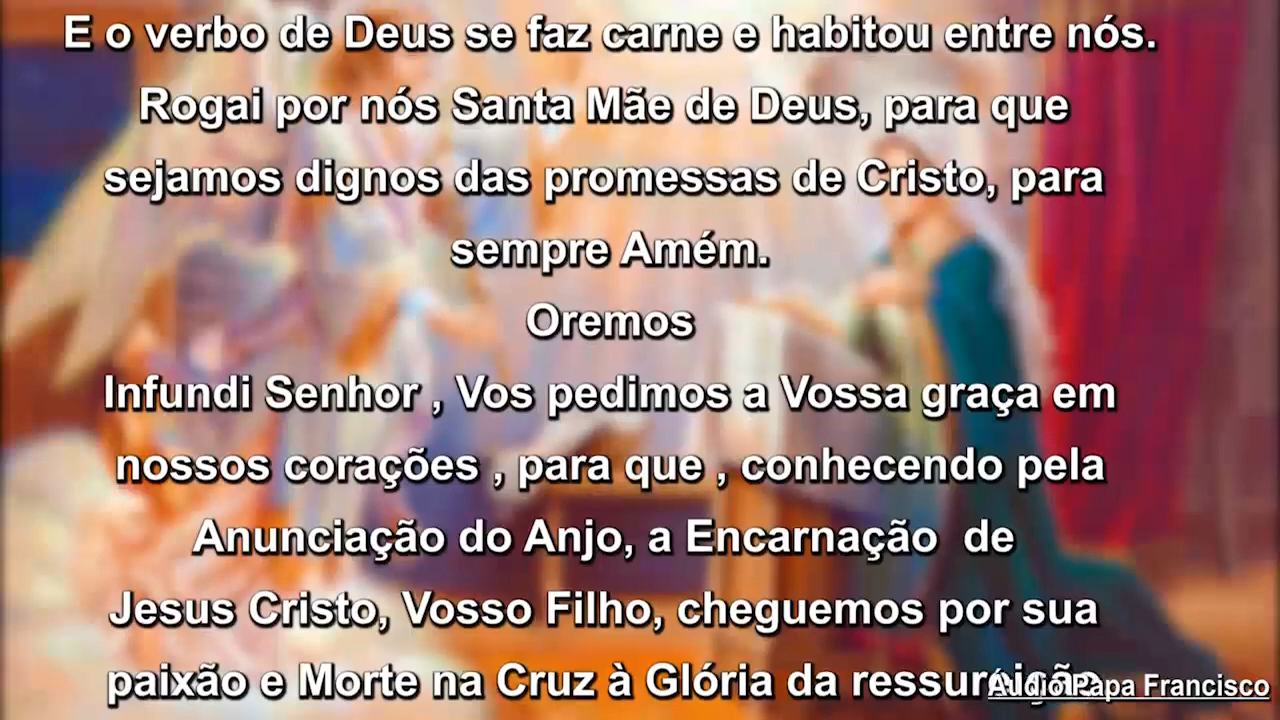 E o verbo de Deus se faz carne e habitou entre nós.
Rogai por nós Santa Mãe de Deus, para que
sejamos dignos das promessas de Cristo, para
sempre Amém.
Oremos
Infundi Senhor , Vos pedimos a Vossa graça em
nossos corações , para que , conhecendo pela
Anunciação do Anjo, a Encarnação  de
Jesus Cristo, Vosso Filho, cheguemos por sua
paixão e Morte na Cruz à Glória da
Áudio Papa Francisco